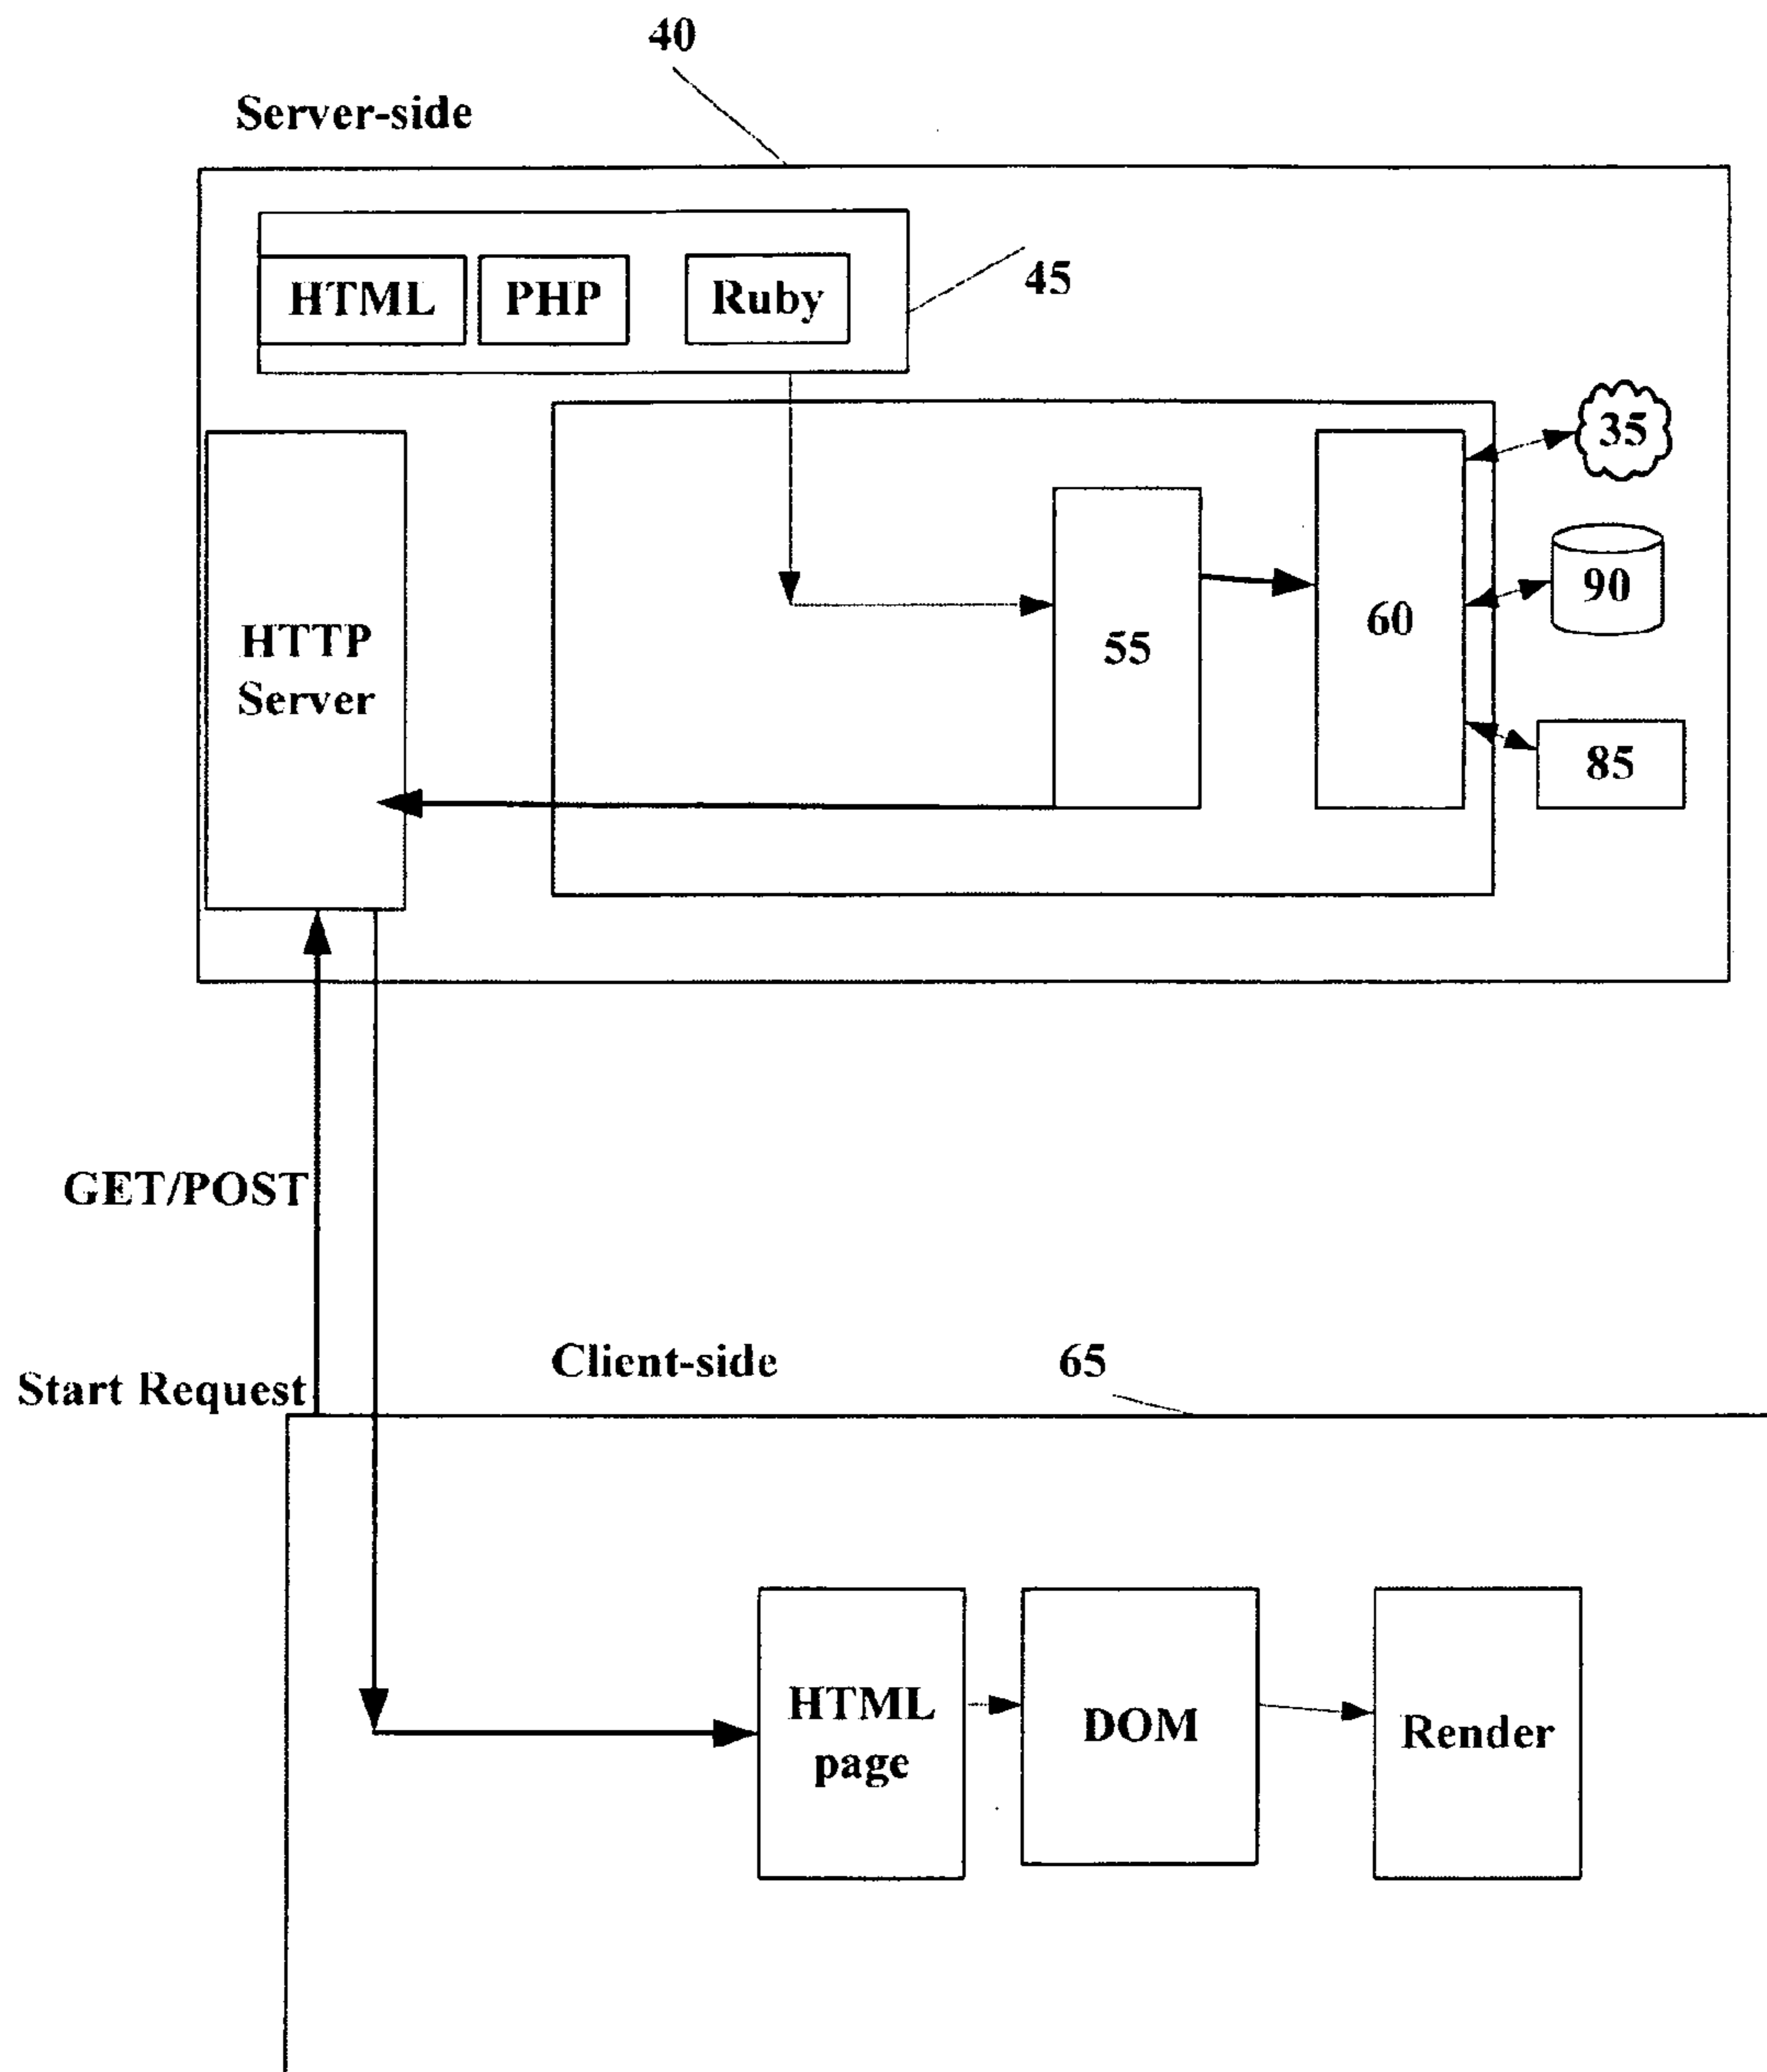 40
Server-side
HTML
PHP
Ruby
45
35
90
85
55
60
HTTP
Server
GET/POST
Start Request
Client-side
65
HTML
page
DOM
Render